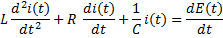 L d²i(t)/dt² + R di(t)/dt + 1/C i(t) = dE(t)/dt